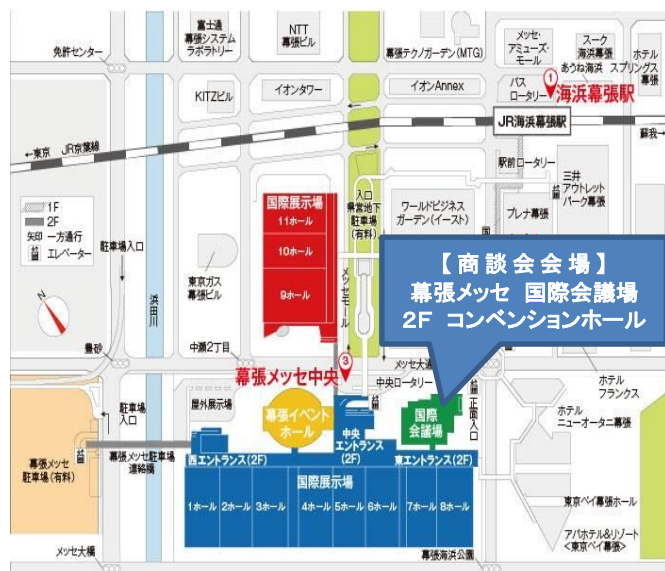 富士通
幕張システム
ラボラトリー
NTT
幕張ビル
幕張テクノガーデン(MTG)
メッセ・
アミューズ・
モール
スーク
海浜幕張
あうね海浜
ホテル
スプリングス
幕張
免許センター
KITZビル
イオンタワー
イオンAnnex
バス
ロータリー
①
海浜幕張駅
JR海浜幕張駅
←東京
JR京葉線
蘇我→
駅前ロータリー
1F
2F
矢印 一方通行
エレベーター
N
駐車場入口
浜田川
東京ガス
幕張ビル
国際展示場
11ホール
10ホール
9ホール
メッセモール
入口
県営地下
駐車場
(有料)
ワールドビジネス
ガーデン(イースト)
プレナ幕張
三井
アウトレット
パーク幕張
国
【商談会会場】
幕張メッセ 国際会議場
2F コンベンションホール
豊砂
中瀬2丁目
③
幕張メッセ中央
メッセ大通
中央ロータリー
ホテル
フランクス
ホテル
ニューオータニ幕張
駐車場
入口
屋外展示場
幕張イベント
ホール
中央
エントランス
(2F)
国際
会議場
正面入口
幕張メッセ
駐車場(有料)
幕張メッセ駐車場
連絡橋
西エントランス(2F)
東エントランス(2F)
国際展示場
1ホール 2ホール 3ホール 4ホール 5ホール 6ホール 7ホール 8ホール
東京ベイ幕張ホール
アパホテル&リゾート
<東京ベイ幕張>
メッセ大橋
幕張海浜公園